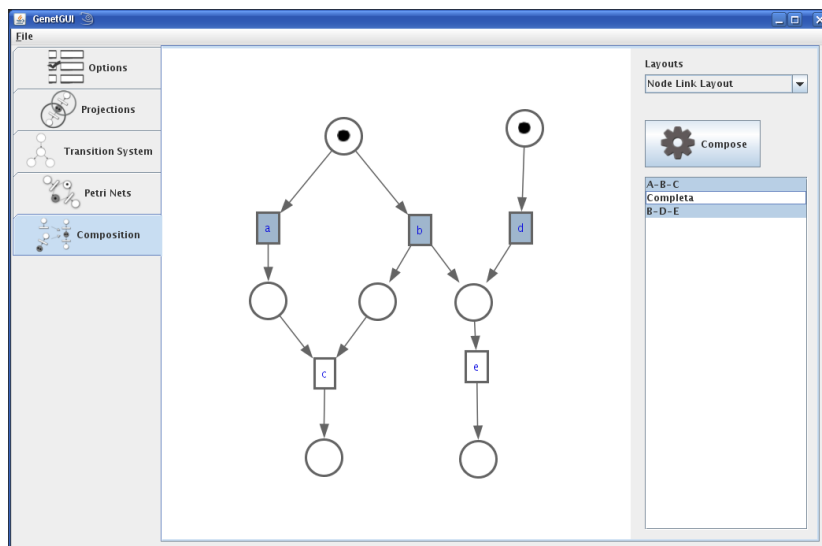 GenetGUI
File
Options
Projections
Transition System
Petri Nets
Composition
a
b
d
c
e
Layouts
Node Link Layout
Compose
A-B-C
Completa
B-D-E